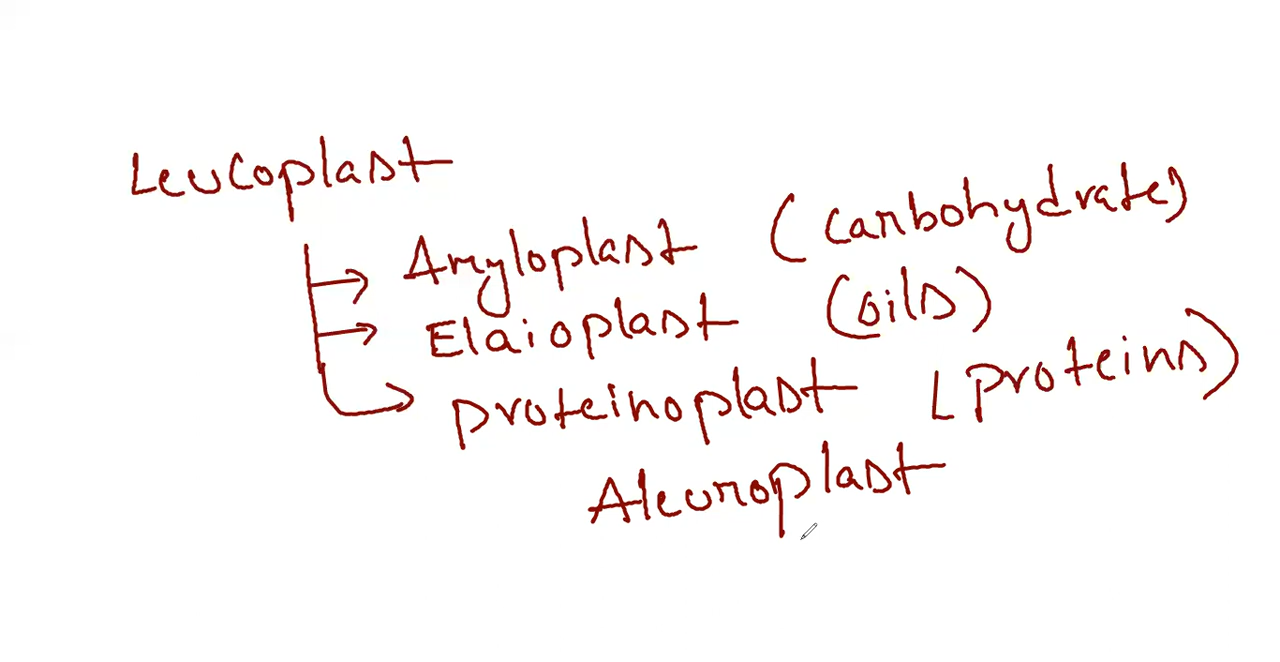 Leucoplast
Amyloplast (carbohydrate)
Elaioplast (oils)
proteinoplast [proteins)
Aleuroplast